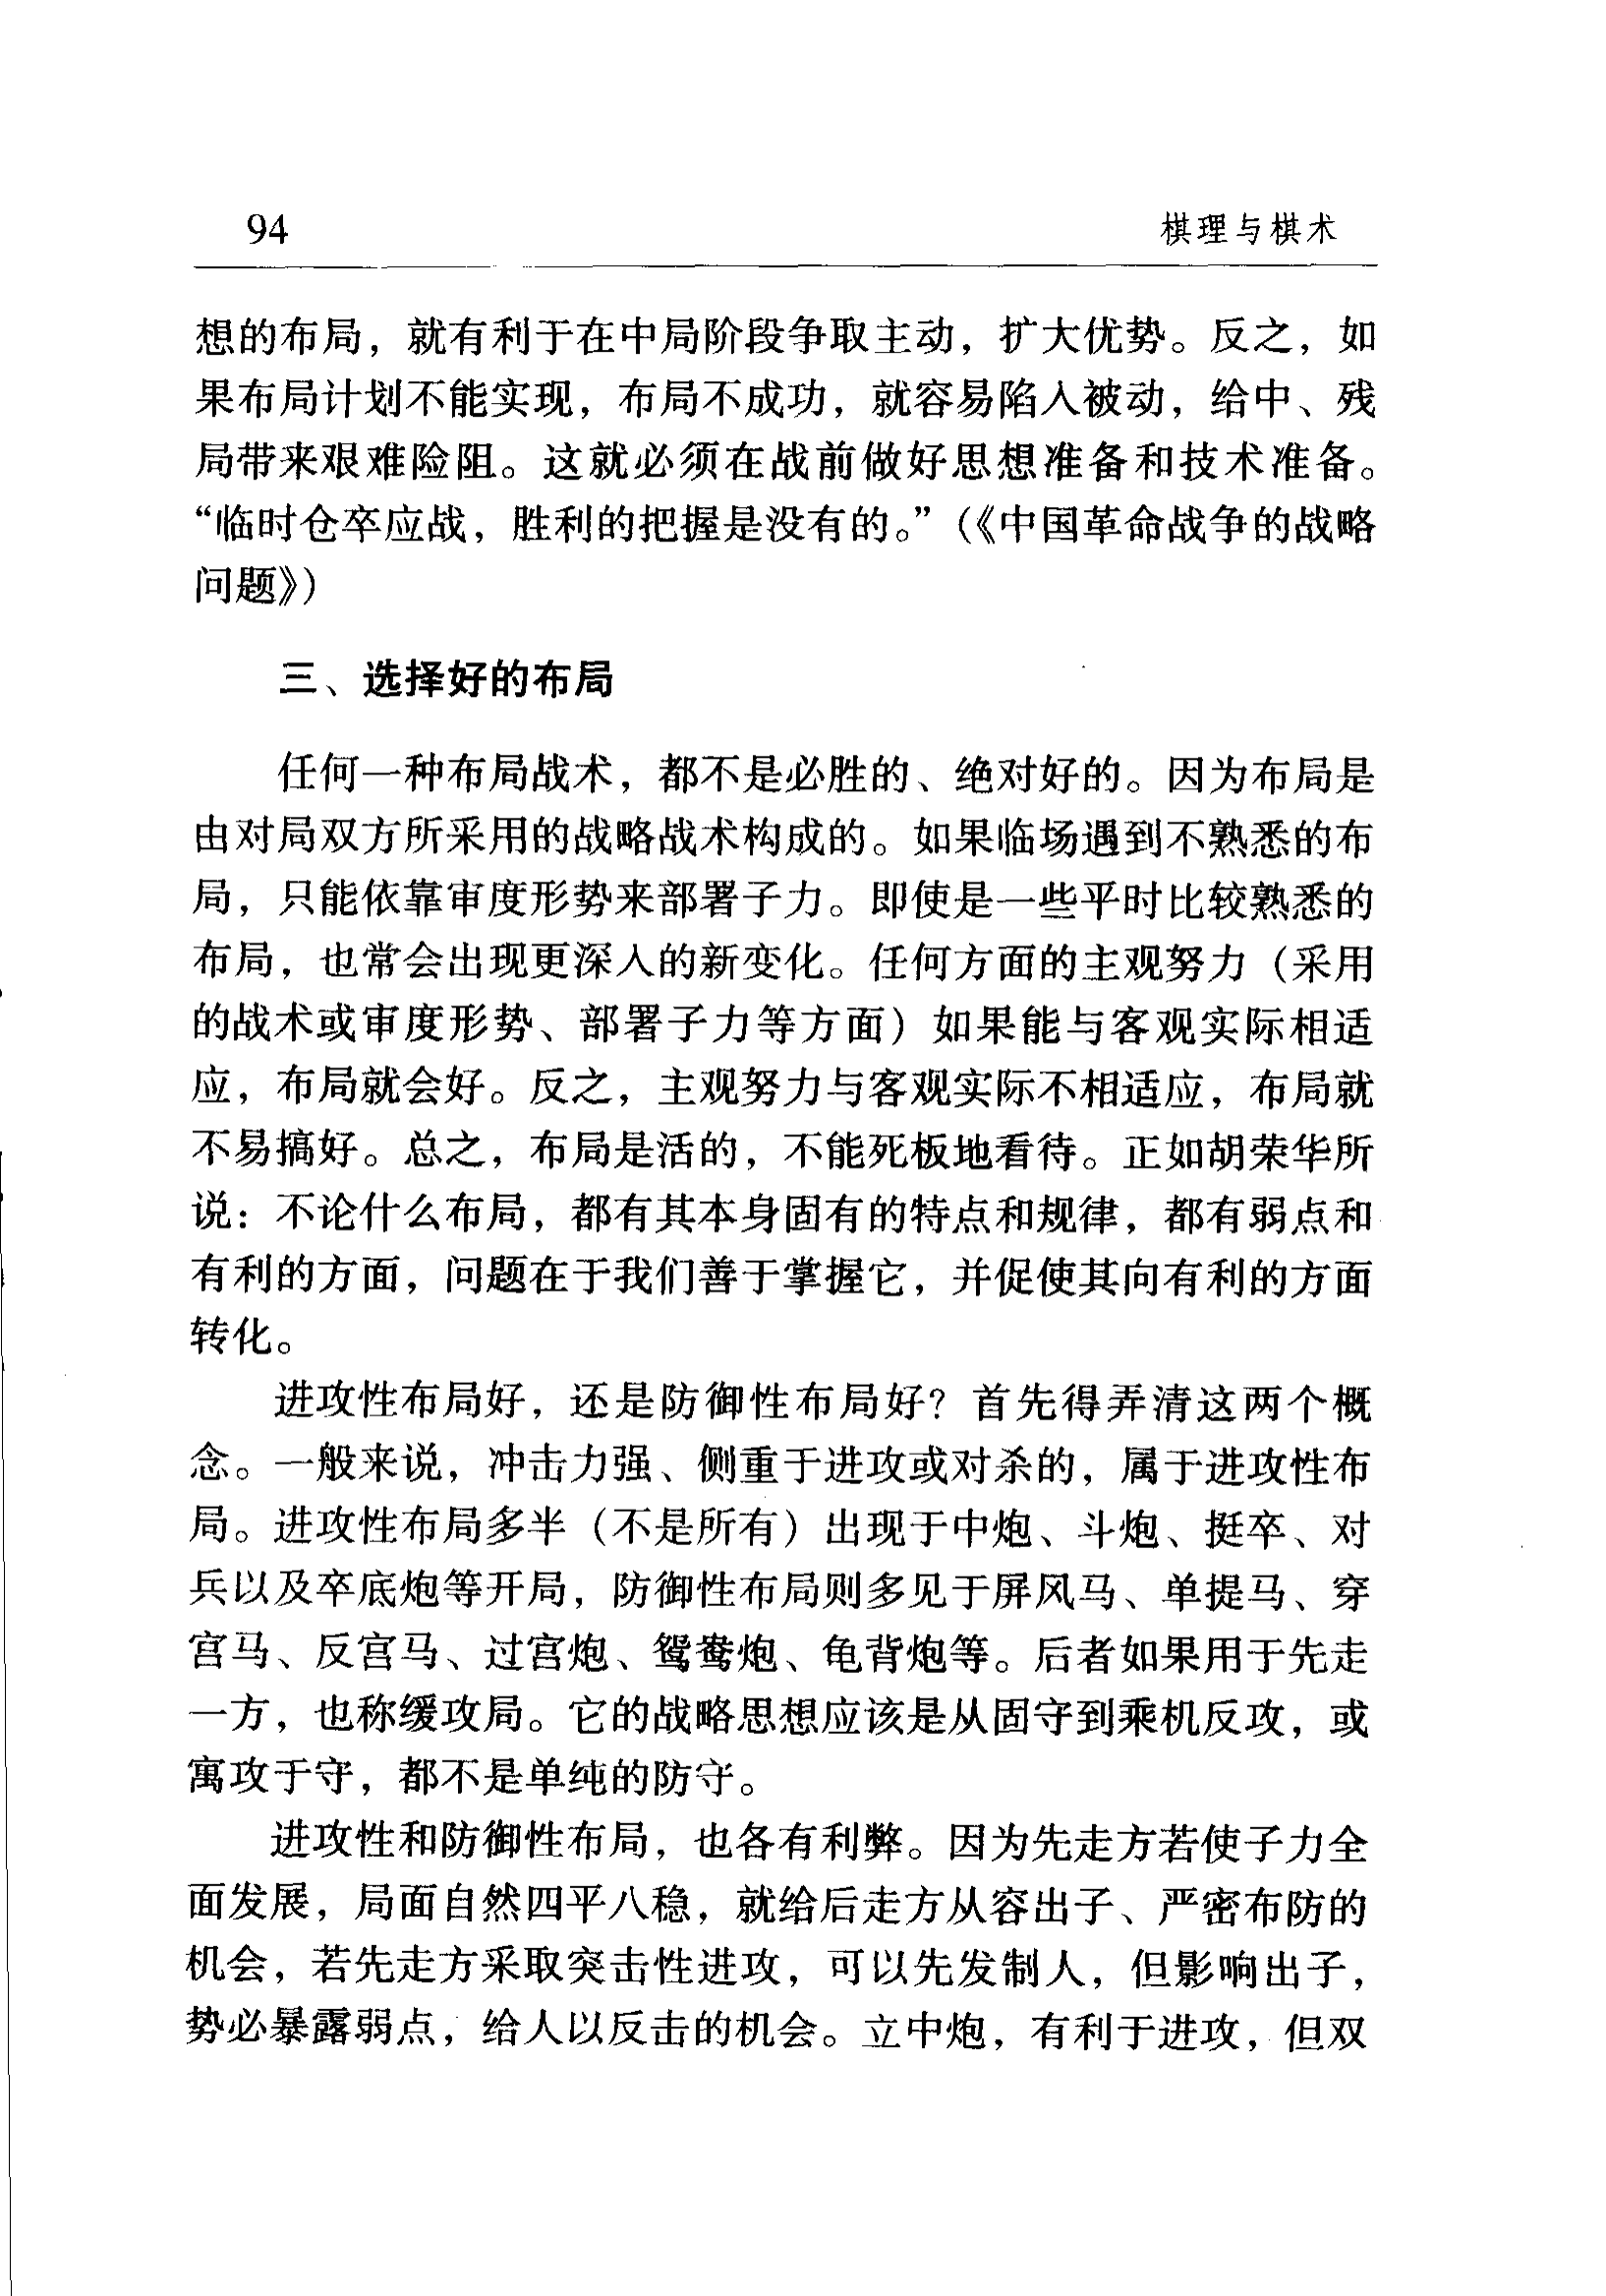 94
棋理与棋术
想的布局，就有利于在中局阶段争取主动，扩大优势。反之，如
果布局计划不能实现，布局不成功，就容易陷入被动，给中、残
局带来艰难险阻。这就必须在战前做好思想准备和技术准备。
“临时仓卒应战，胜利的把握是没有的。”（《中国革命战争的战略
问题》）
三、选择好的布局
任何一种布局战术，都不是必胜的、绝对好的。因为布局是
由对局双方所采用的战略战术构成的。如果临场遇到不熟悉的布
局，只能依靠审度形势来部署子力。即使是一些平时比较熟悉的
布局，也常会出现更深入的新变化。任何方面的主观努力（采用
的战术或审度形势、部署子力等方面）如果能与客观实际相适
应，布局就会好。反之，主观努力与客观实际不相适应，布局就
不易搞好。总之，布局是活的，不能死板地看待。正如胡荣华所
说：不论什么布局，都有其本身固有的特点和规律，都有弱点和
有利的方面，问题在于我们善于掌握它，并促使其向有利的方面
转化。
进攻性布局好，还是防御性布局好？首先得弄清这两个概
念。一般来说，冲击力强、侧重于进攻或对杀的，属于进攻性布
局。进攻性布局多半（不是所有）出现于中炮、斗炮、挺卒、对
兵以及卒底炮等开局，防御性布局则多见于屏风马、单提马、穿
宫马、反宫马、过宫炮、鸳鸯炮、龟背炮等。后者如果用于先走
一方，也称缓攻局。它的战略思想应该是从固守到乘机反攻，或
寓攻于守，都不是单纯的防守。
进攻性和防御性布局，也各有利弊。因为先走方若使子力全
面发展，局面自然四平八稳，就给后走方从容出子、严密布防的
机会，若先走方采取突击性进攻，可以先发制人，但影响出子，
势必暴露弱点，给人以反击的机会。立中炮，有利于进攻，但双